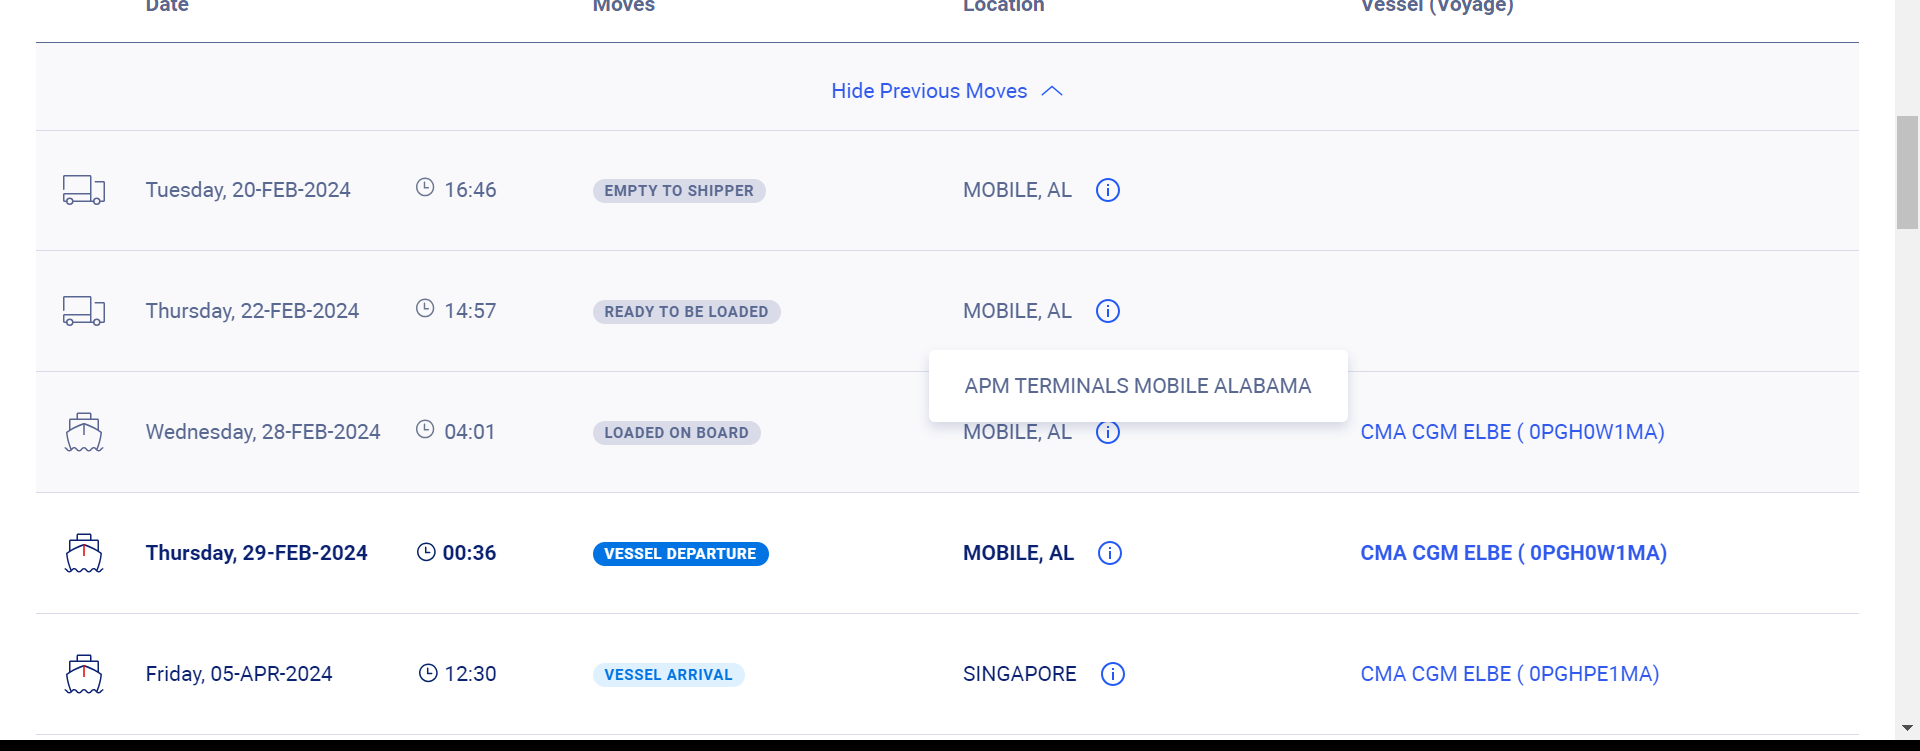 Date Moves Location Vessel (Voyage)
Hide Previous Moves
Tuesday, 20-FEB-2024 16:46 EMPTY TO SHIPPER MOBILE, AL
Thursday, 22-FEB-2024 14:57 READY TO BE LOADED MOBILE, AL
APM TERMINALS MOBILE ALABAMA
Wednesday, 28-FEB-2024 04:01 LOADED ON BOARD MOBILE, AL CMA CGM ELBE ( 0PGH0W1MA)
Thursday, 29-FEB-2024 00:36 VESSEL DEPARTURE MOBILE, AL CMA CGM ELBE ( 0PGH0W1MA)
Friday, 05-APR-2024 12:30 VESSEL ARRIVAL SINGAPORE CMA CGM ELBE ( 0PGHPE1MA)